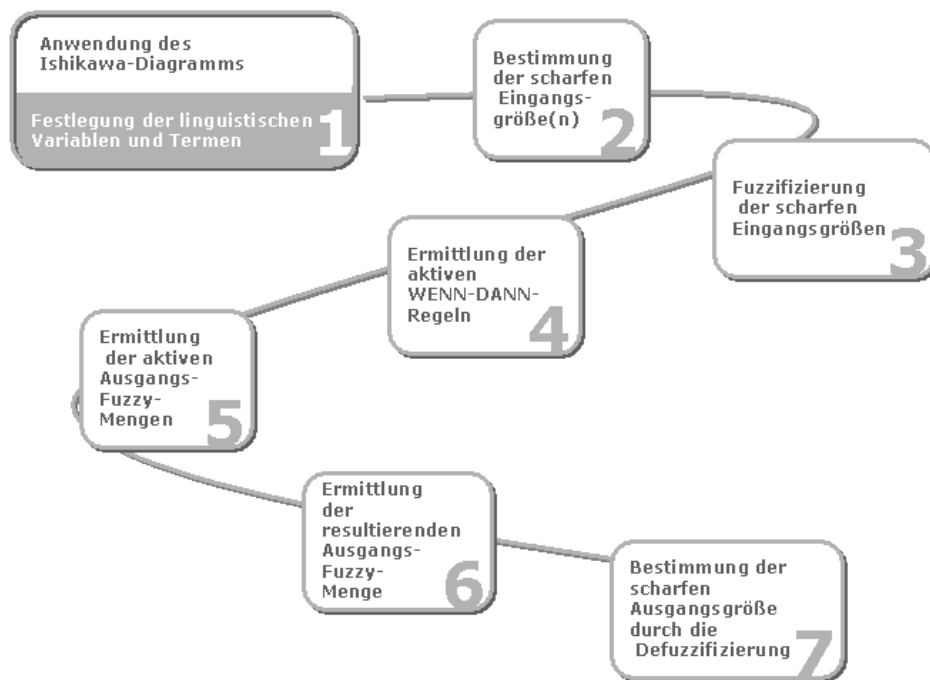 Anwendung des
Ishikawa-Diagramms
Festlegung der linguistischen
Variablen und Termen
1
Bestimmung
der scharfen
Eingangs-
größe(n)
2
Fuzzifizierung
der scharfen
Eingangsgrößen
3
Ermittlung der
aktiven
WENN-DANN-
Regeln
4
Ermittlung
der aktiven
Ausgangs-
Fuzzy-
Mengen
5
Ermittlung
der
resultierenden
Ausgangs-
Fuzzy-
Menge
6
Bestimmung der
scharfen
Ausgangsgröße
durch die
Defuzzifizierung
7